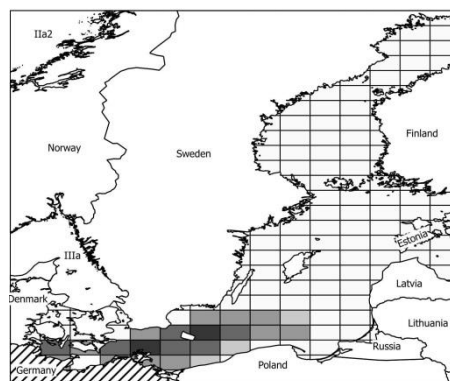 IIa2
Norway
Sweden
Finland
IIIa
Estonia
Latvia
Denmark
Lithuania
Russia
Germany
Poland